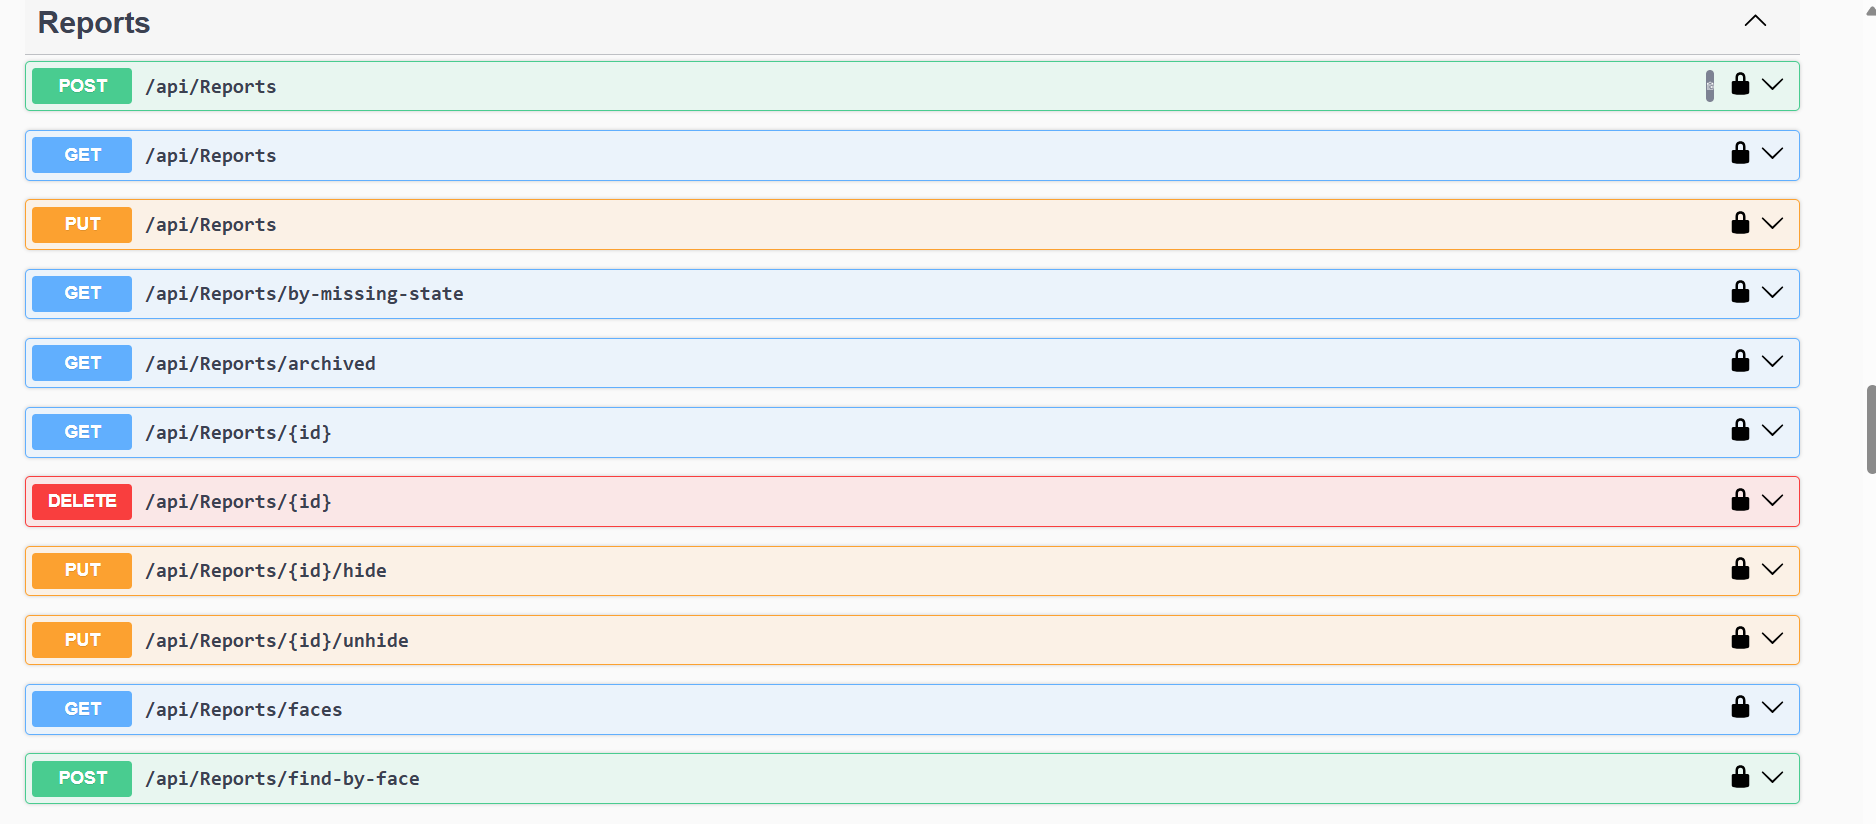 Reports
POST /api/Reports
GET /api/Reports
PUT /api/Reports
GET /api/Reports/by-missing-state
GET /api/Reports/archived
GET /api/Reports/{id}
DELETE /api/Reports/{id}
PUT /api/Reports/{id}/hide
PUT /api/Reports/{id}/unhide
GET /api/Reports/faces
POST /api/Reports/find-by-face